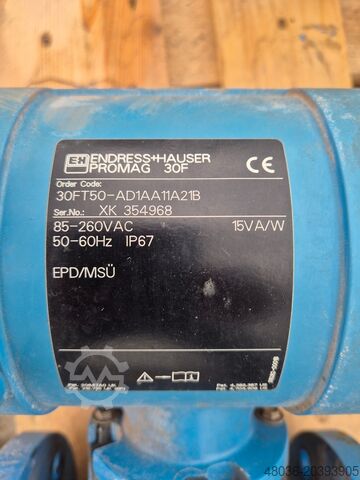 E+H ENDRESS+HAUSER
PROMAG 30F
CE
Order Code:
30FT50-AD1AA11A21B
Ser.No.: XK 354968
85-260VAC 15VA/W
50-60Hz IP67
EPD/MSÜ
48036-20393905